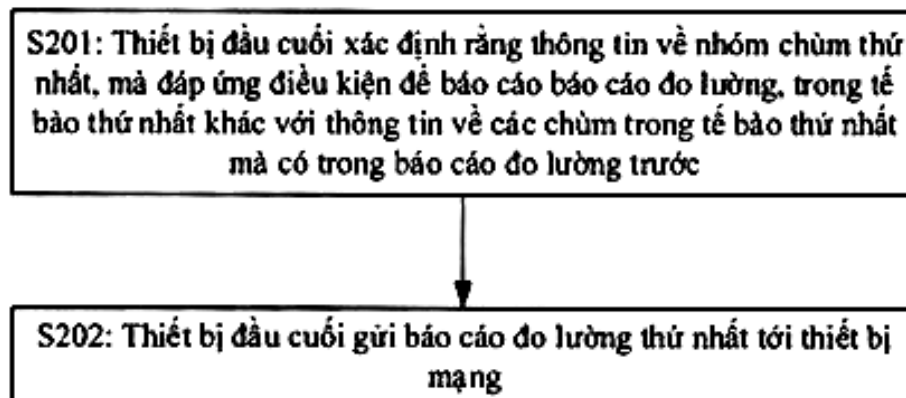 S201: Thiết bị đầu cuối xác định rằng thông tin về nhóm chùm thứ
nhất, mà đáp ứng điều kiện để báo cáo báo cáo đo lường, trong tế
bào thứ nhất khác với thông tin về các chùm trong tế bào thứ nhất
mà có trong báo cáo đo lường trước
S202: Thiết bị đầu cuối gửi báo cáo đo lường thứ nhất tới thiết bị
mạng